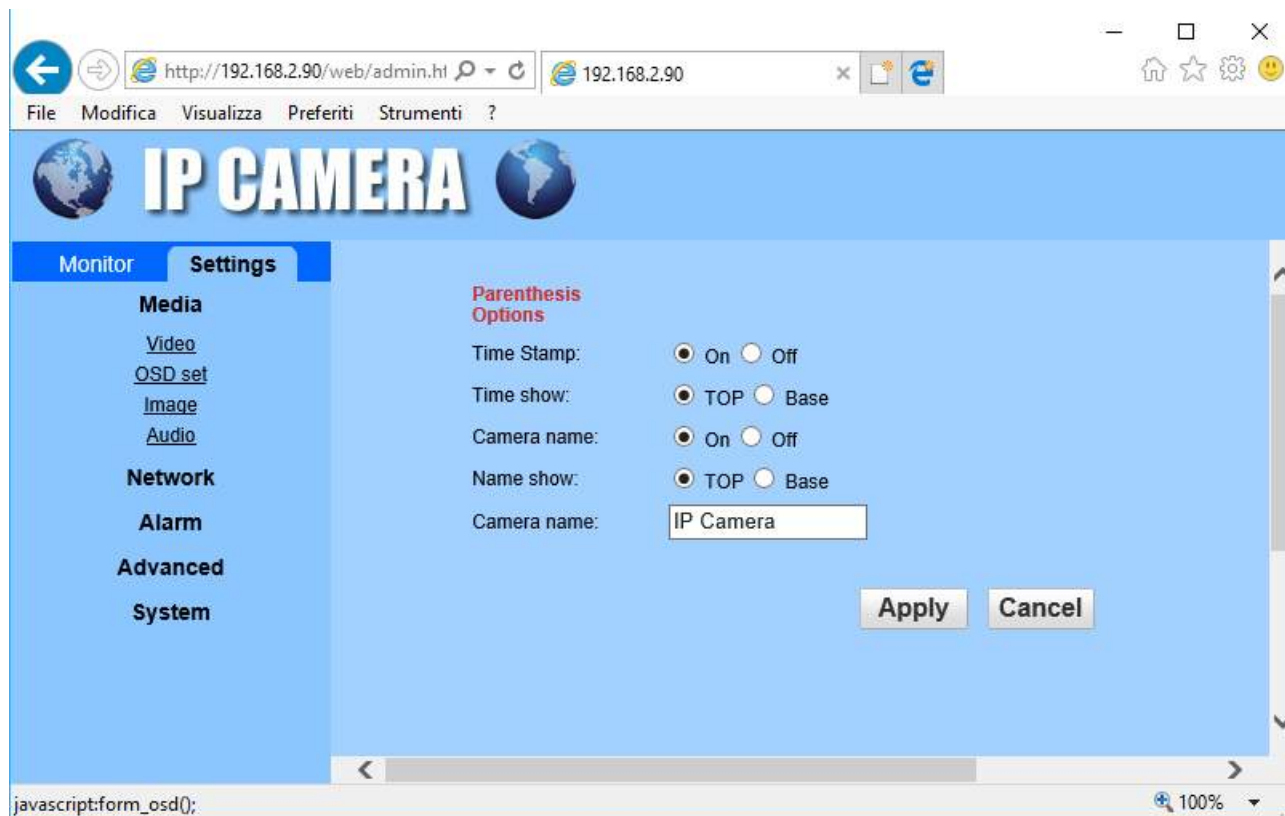 http://192.168.2.90/web/admin.ht
192.168.2.90
File Modifica Visualizza Preferiti Strumenti ?
IP CAMERA
Monitor Settings
Media
Video
OSD set
Image
Audio
Network
Alarm
Advanced
System
Parenthesis
Options
Time Stamp: On Off
Time show: TOP Base
Camera name: On Off
Name show: TOP Base
Camera name: IP Camera
Apply Cancel
javascript:form_osd();
100%